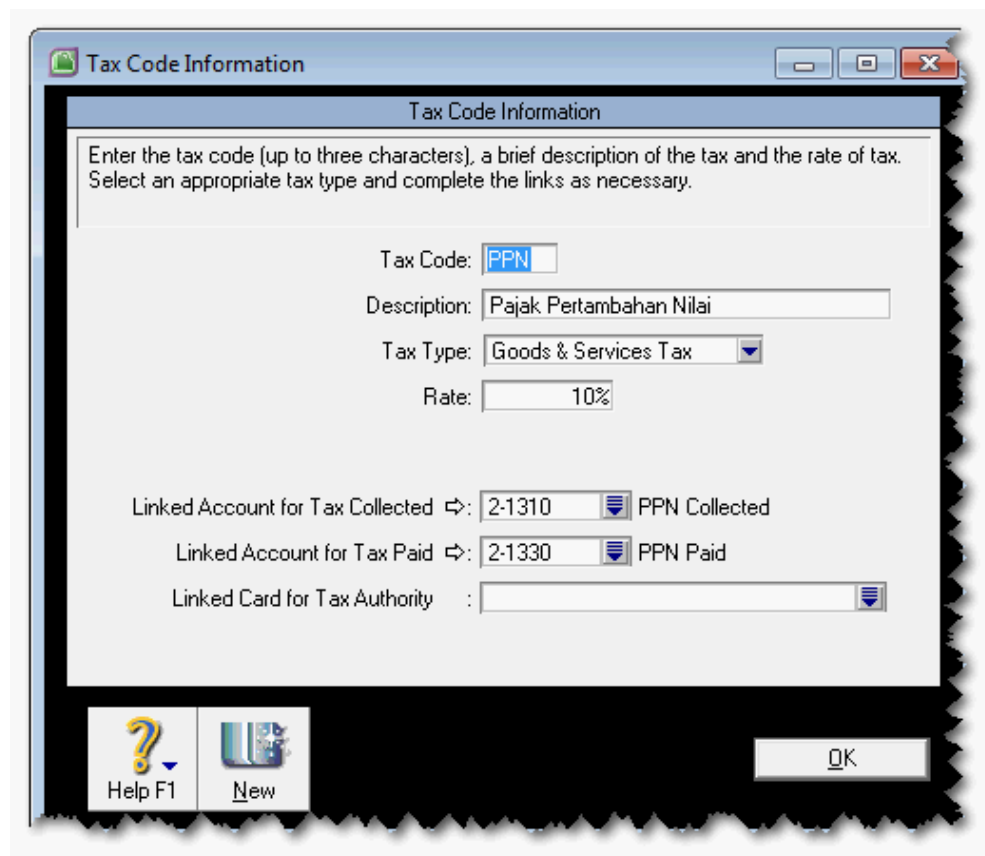 Tax Code Information
Tax Code Information
Enter the tax code (up to three characters), a brief description of the tax and the rate of tax.
Select an appropriate tax type and complete the links as necessary.
Tax Code: PPN
Description: Pajak Pertambahan Nilai
Tax Type: Goods & Services Tax
Rate: 10%
Linked Account for Tax Collected ⇨: 2-1310 PPN Collected
Linked Account for Tax Paid ⇨: 2-1330 PPN Paid
Linked Card for Tax Authority :
Help F1 New OK